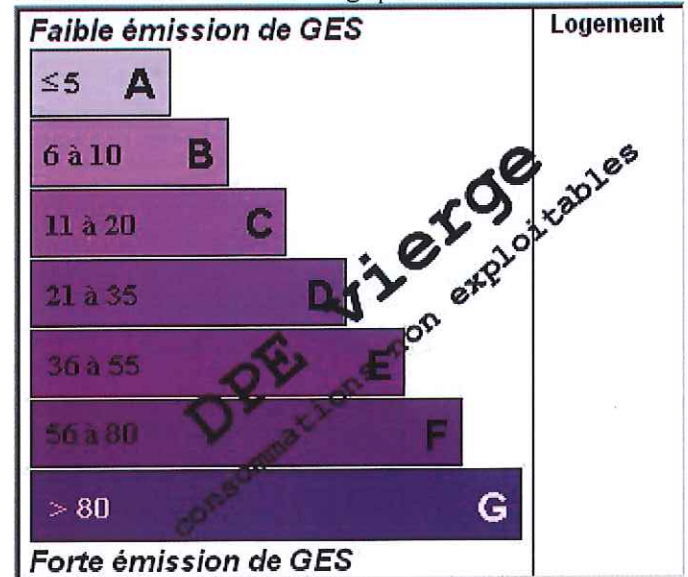 Faible émission de GES
Logement
≤5 A
6 à 10 B
11 à 20 C
21 à 35 D
36 à 55 E
56 à 80 F
> 80 G
Forte émission de GES
DPE vierge
consommations non exploitables